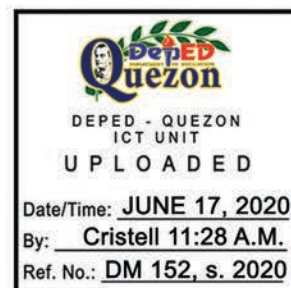 DepED
DEPARTMENT OF EDUCATION
Quezon
DEPED - QUEZON
ICT UNIT
UPLOADED
Date/Time: JUNE 17, 2020
By: Cristell 11:28 A.M.
Ref. No.: DM 152, s. 2020